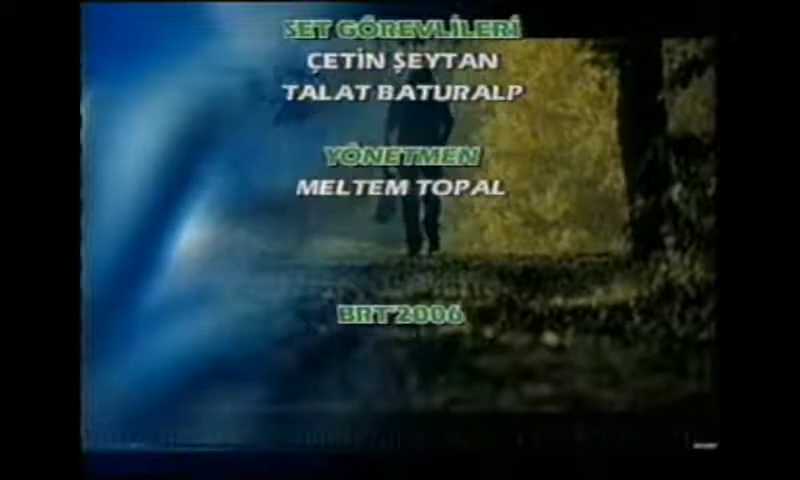 SET GÖREVLİLERİ
ÇETİN ŞEYTAN
TALAT BATURALP
YÖNETMEN
MELTEM TOPAL
BRT'2006